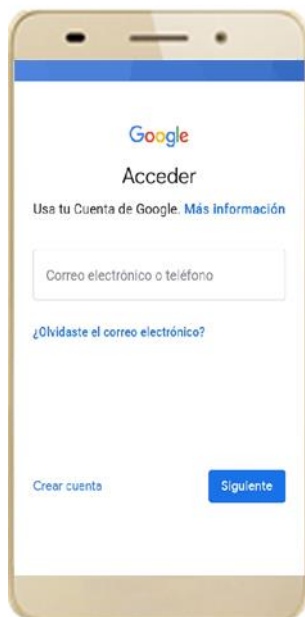 Google
Acceder
Usa tu Cuenta de Google. Más información
Correo electrónico o teléfono
¿Olvidaste el correo electrónico?
Crear cuenta
Siguiente